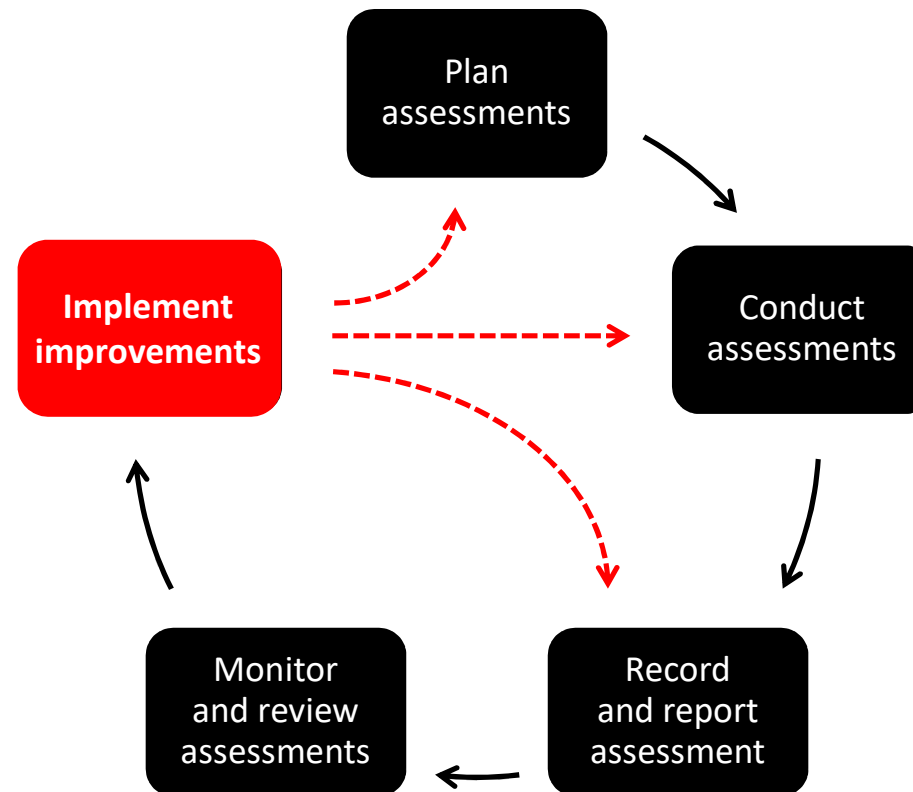 Plan
assessments
Implement
improvements
Conduct
assessments
Monitor
and review
assessments
Record
and report
assessment